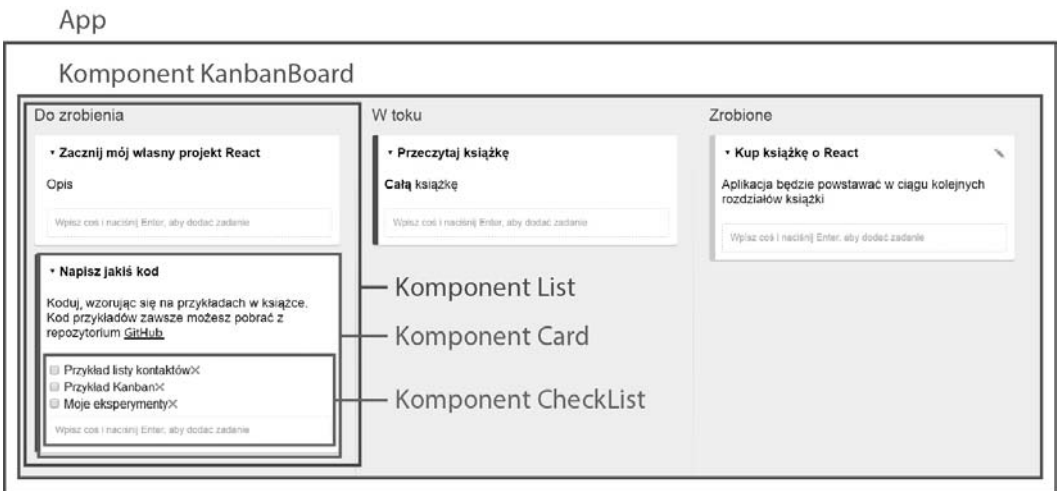 App
Komponent KanbanBoard
Do zrobienia
▾ Zacznij mój własny projekt React
Opis
Wpisz coś i naciśnij Enter, aby dodać zadanie
▾ Napisz jakiś kod
Koduj, wzorując się na przykładach w książce.
Kod przykładów zawsze możesz pobrać z
repozytorium GitHub
Przykład listy kontaktów✕
Przykład Kanban✕
Moje eksperymenty✕
Wpisz coś i naciśnij Enter, aby dodać zadanie
W toku
▾ Przeczytaj książkę
Całą książkę
Wpisz coś i naciśnij Enter, aby dodać zadanie
Zrobione
▾ Kup książkę o React
Aplikacja będzie powstawać w ciągu kolejnych
rozdziałów książki
Wpisz coś i naciśnij Enter, aby dodać zadanie
Komponent List
Komponent Card
Komponent CheckList